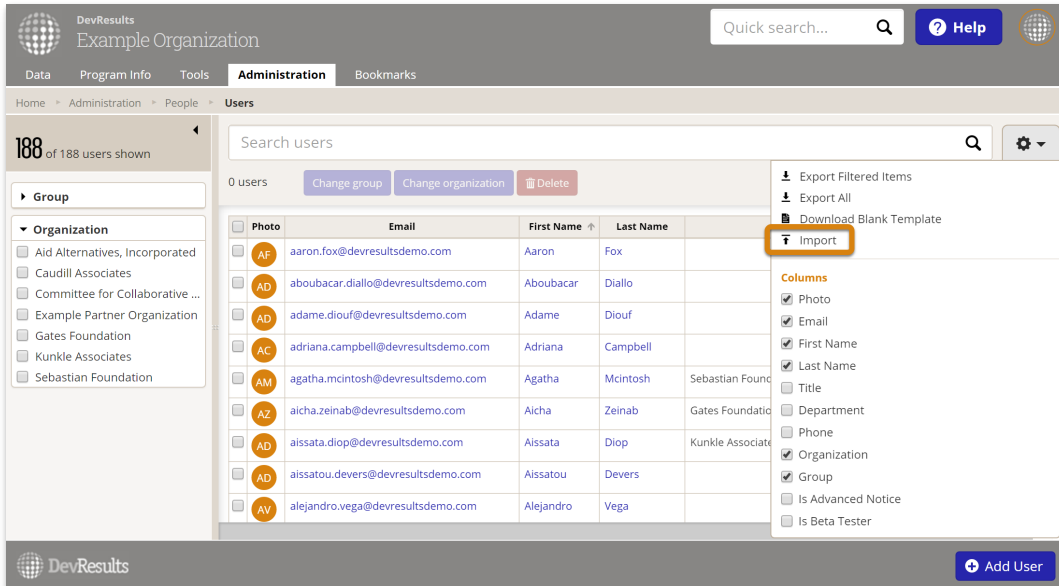 DevResults
Example Organization
Quick search...
Help
Data Program Info Tools Administration Bookmarks
Home Administration People Users
188 of 188 users shown
Search users
0 users Change group Change organization Delete
Group
Organization
Aid Alternatives, Incorporated
Caudill Associates
Committee for Collaborative ...
Example Partner Organization
Gates Foundation
Kunkle Associates
Sebastian Foundation
Photo Email First Name Last Name
AF aaron.fox@devresultsdemo.com Aaron Fox
AD aboubacar.diallo@devresultsdemo.com Aboubacar Diallo
AD adame.diouf@devresultsdemo.com Adame Diouf
AC adriana.campbell@devresultsdemo.com Adriana Campbell
AM agatha.mcintosh@devresultsdemo.com Agatha Mcintosh Sebastian Found
AZ aicha.zeinab@devresultsdemo.com Aicha Zeinab Gates Foundatio
AD aissata.diop@devresultsdemo.com Aissata Diop Kunkle Associate
AD aissatou.devers@devresultsdemo.com Aissatou Devers
AV alejandro.vega@devresultsdemo.com Alejandro Vega
Export Filtered Items
Export All
Download Blank Template
Import
Columns
Photo
Email
First Name
Last Name
Title
Department
Phone
Organization
Group
Is Advanced Notice
Is Beta Tester
DevResults
Add User